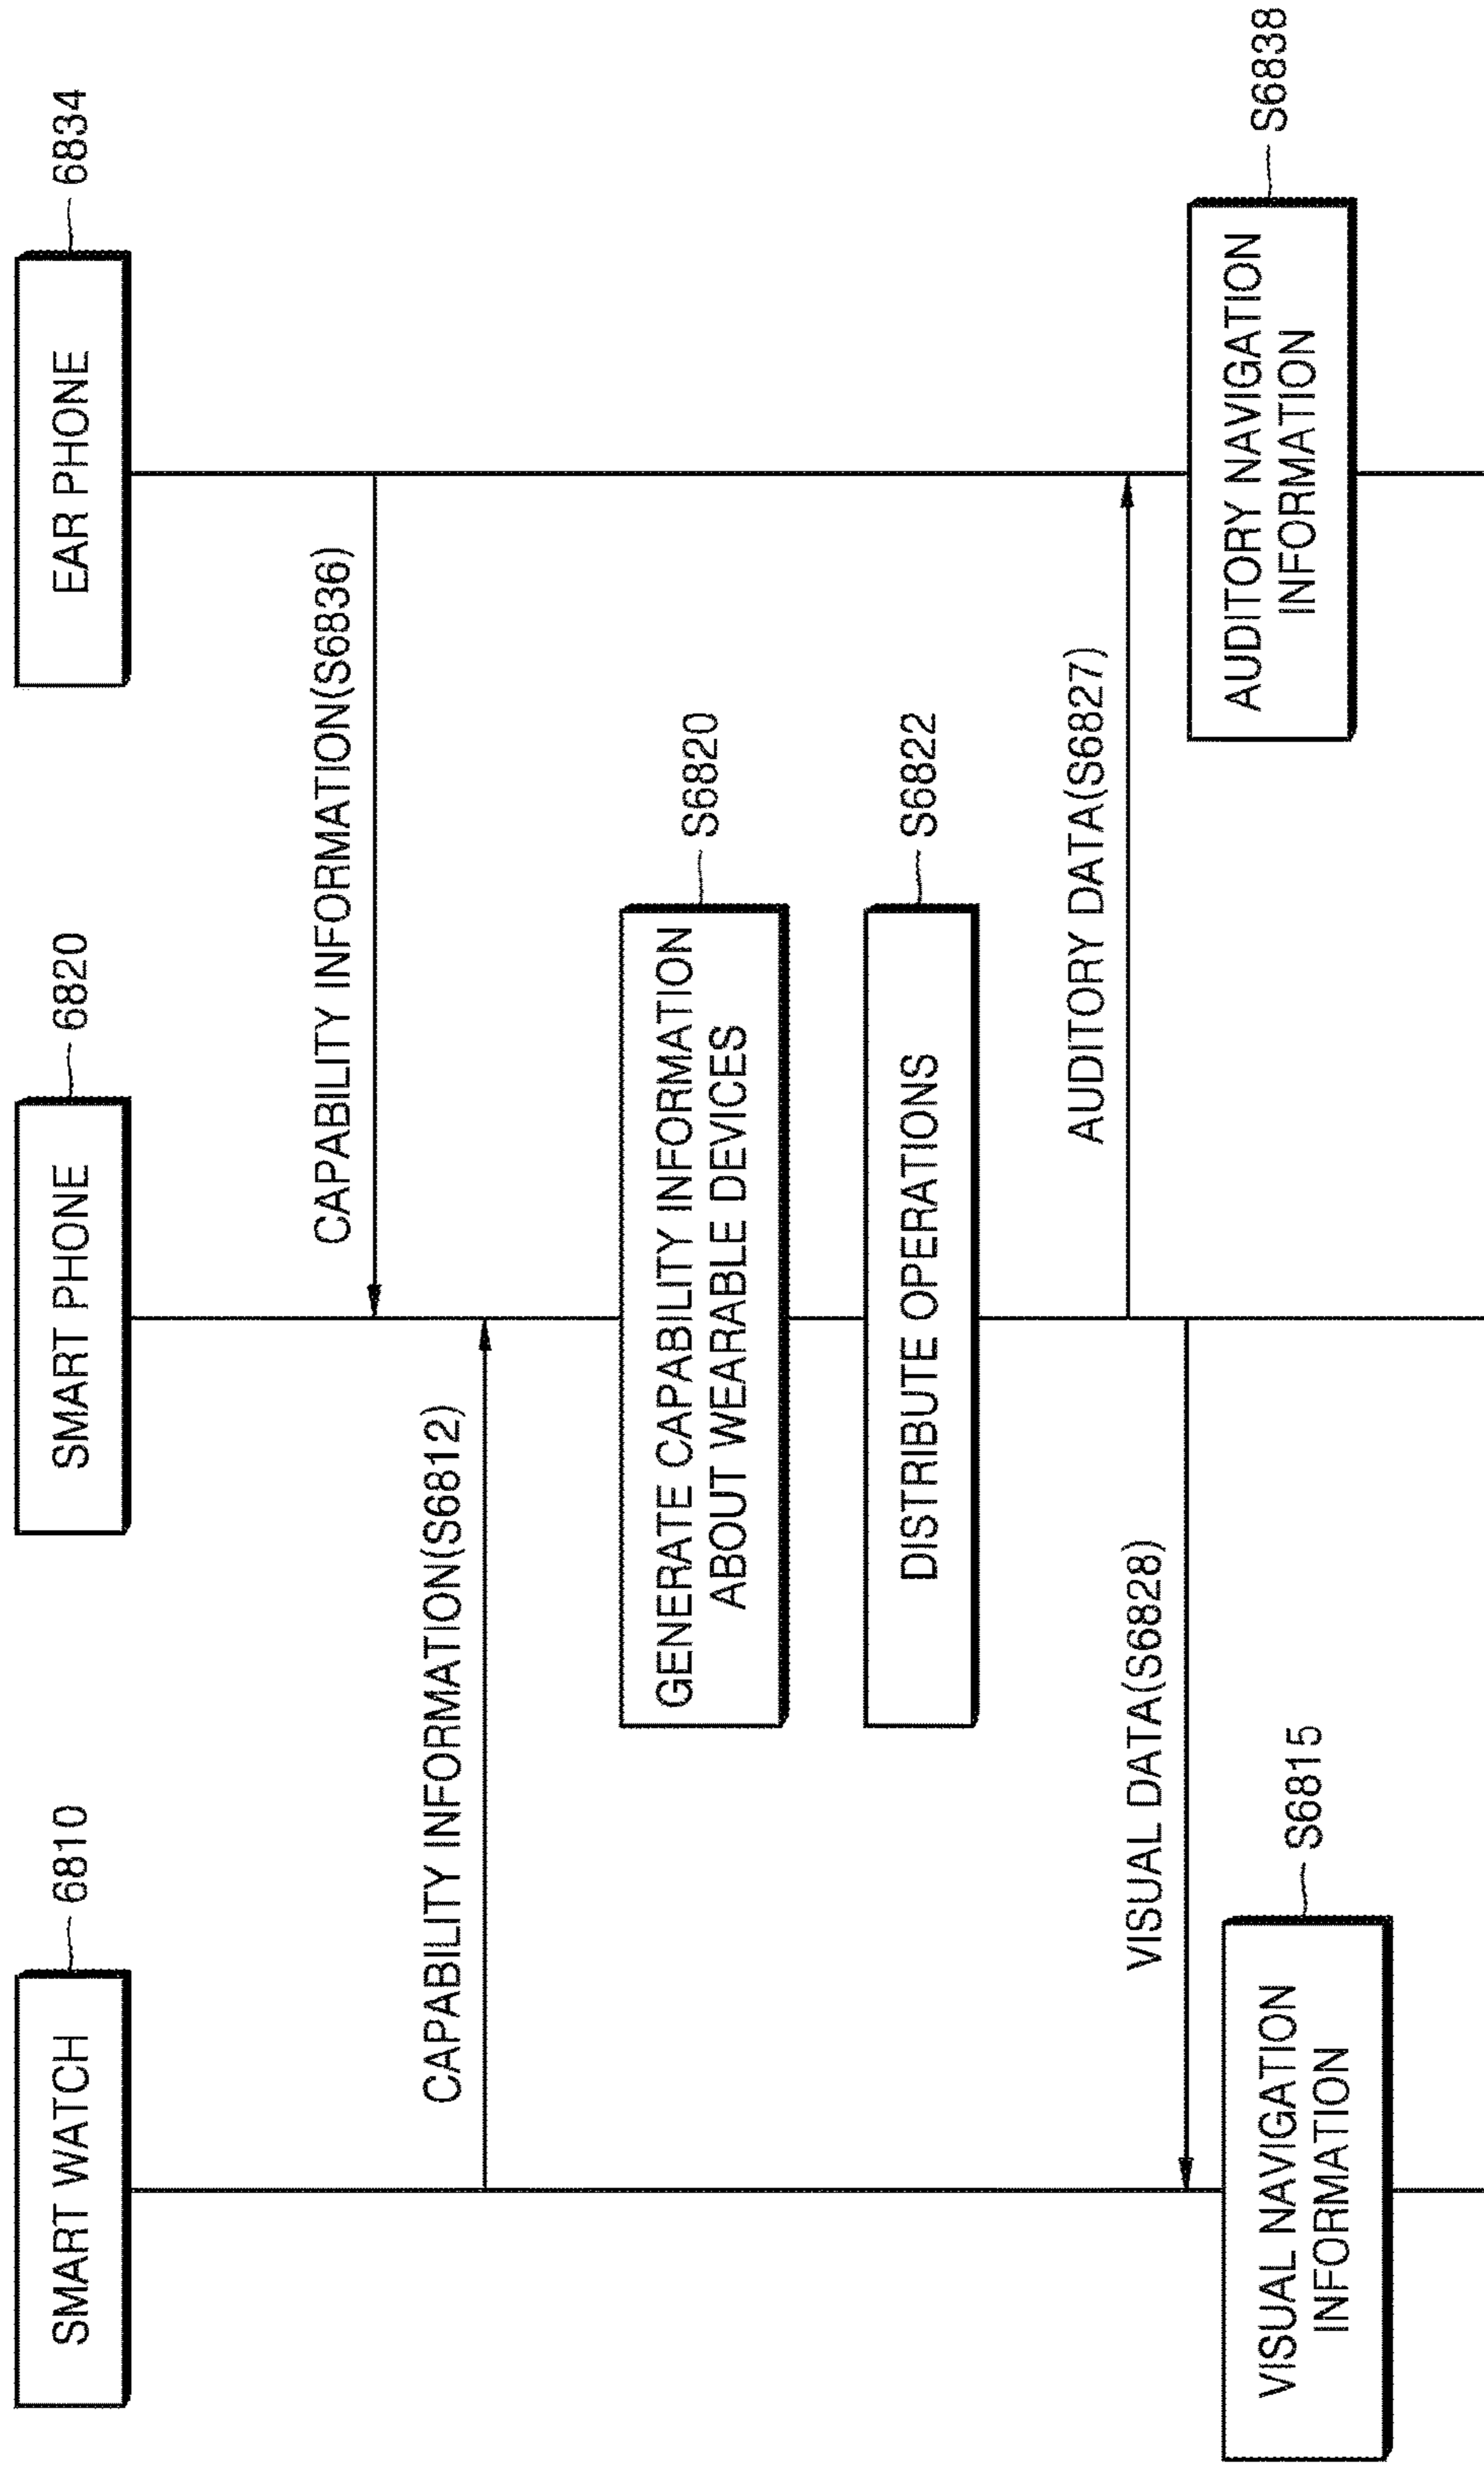 SMART WATCH
6810
SMART PHONE
6820
EAR PHONE
6834
CAPABILITY INFORMATION(S6836)
CAPABILITY INFORMATION(S6812)
GENERATE CAPABILITY INFORMATION
ABOUT WEARABLE DEVICES
S6820
DISTRIBUTE OPERATIONS
S6822
AUDITORY DATA(S6827)
VISUAL DATA(S6828)
AUDITORY NAVIGATION
INFORMATION
S6838
VISUAL NAVIGATION
INFORMATION
S6815